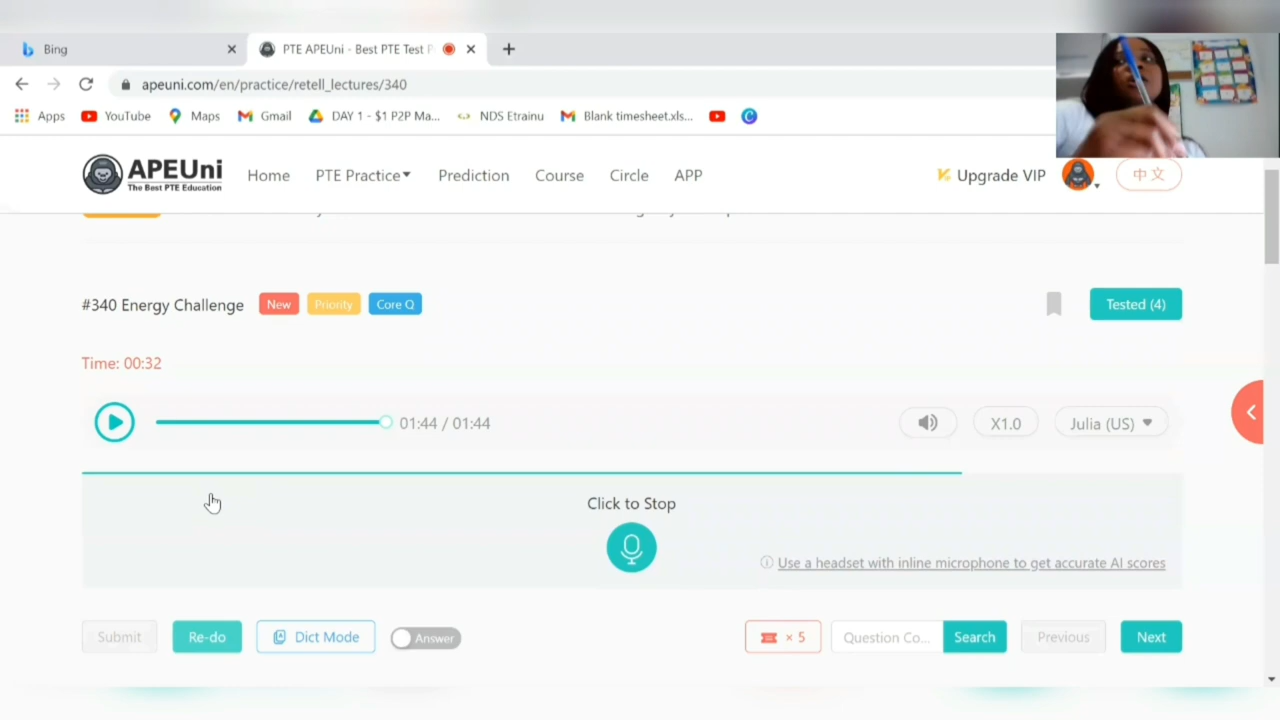 Bing
PTE APEUni - Best PTE Test P
apeuni.com/en/practice/retell_lectures/340
Apps YouTube Maps Gmail DAY 1 - $1 P2P Ma... NDS Etrainu Blank timesheet.xls...
APEUni
The Best PTE Education
Home PTE Practice Prediction Course Circle APP Upgrade VIP 中文
#340 Energy Challenge New Priority Core Q Tested (4)
Time: 00:32
01:44 / 01:44 X1.0 Julia (US)
Click to Stop
Use a headset with inline microphone to get accurate AI scores
Submit Re-do Dict Mode Answer × 5 Question Co... Search Previous Next